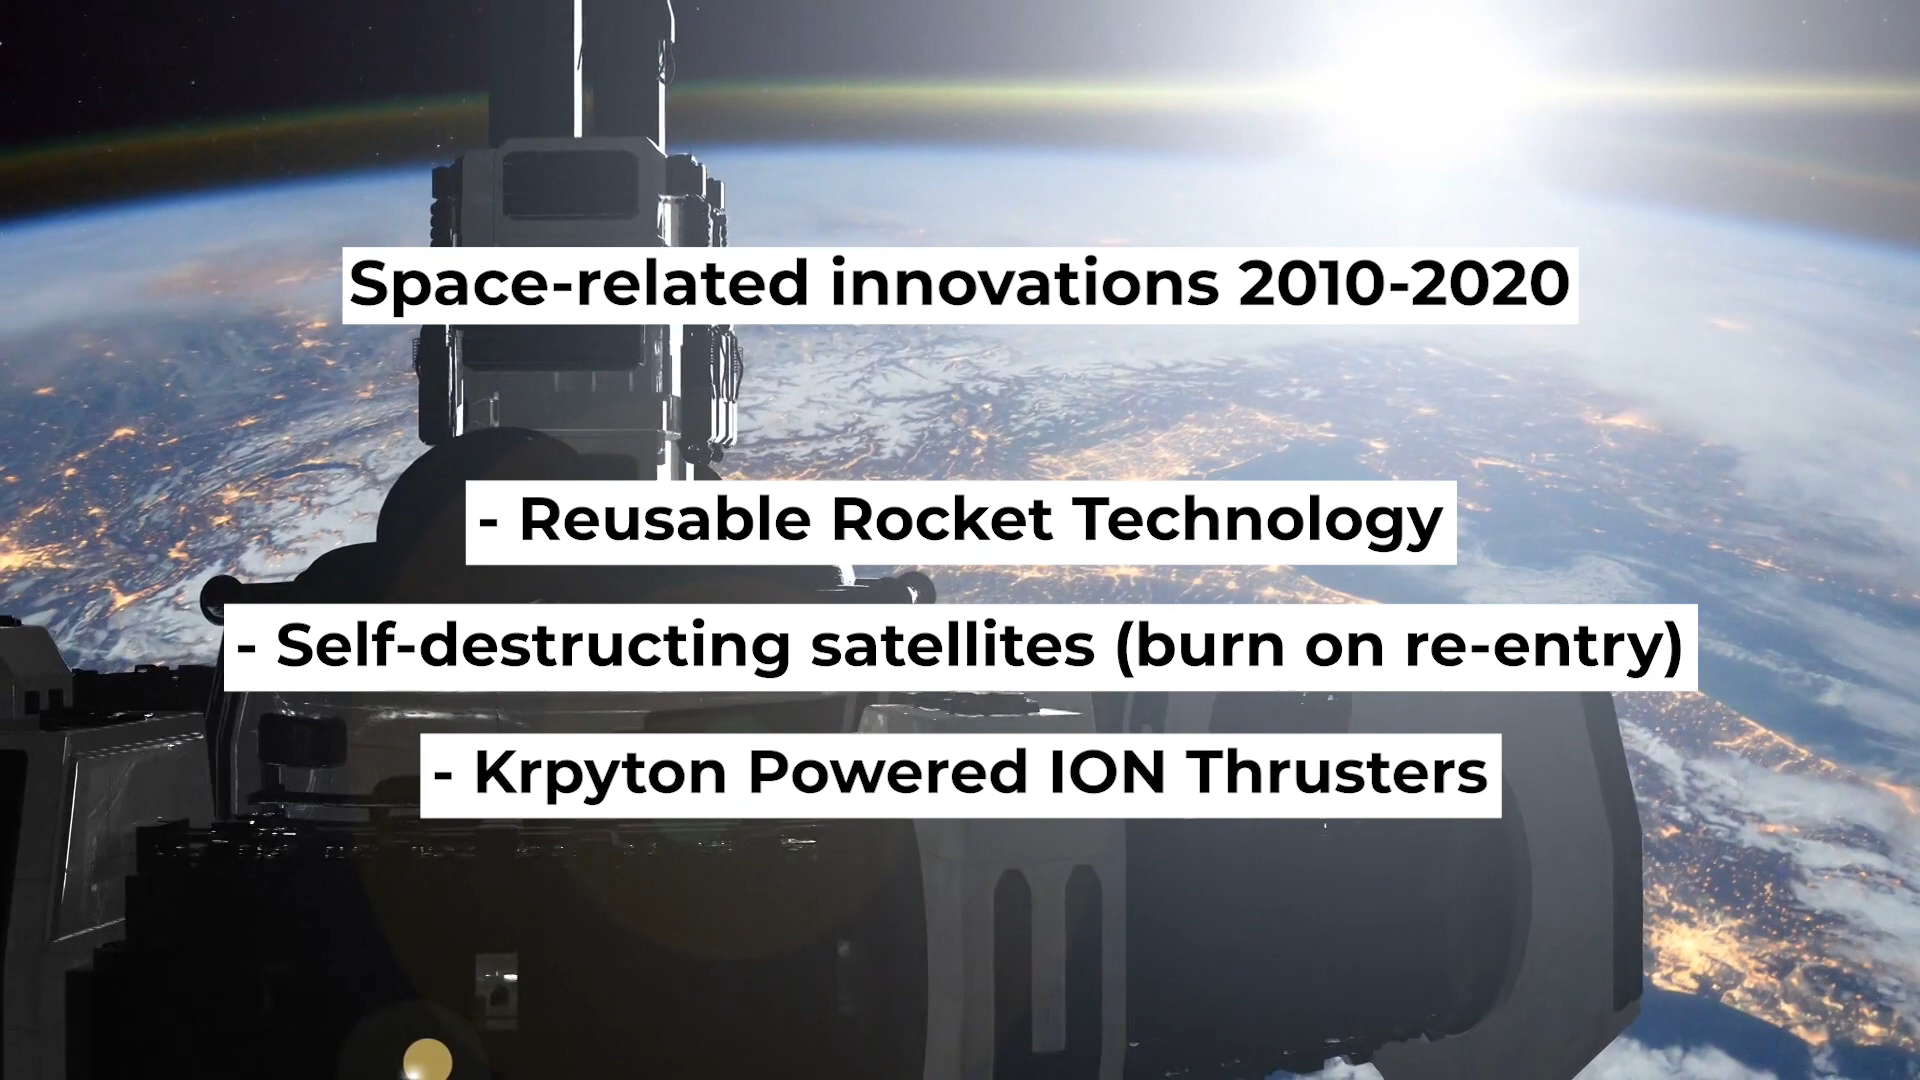 Space-related innovations 2010-2020
- Reusable Rocket Technology
- Self-destructing satellites (burn on re-entry)
- Krpyton Powered ION Thrusters